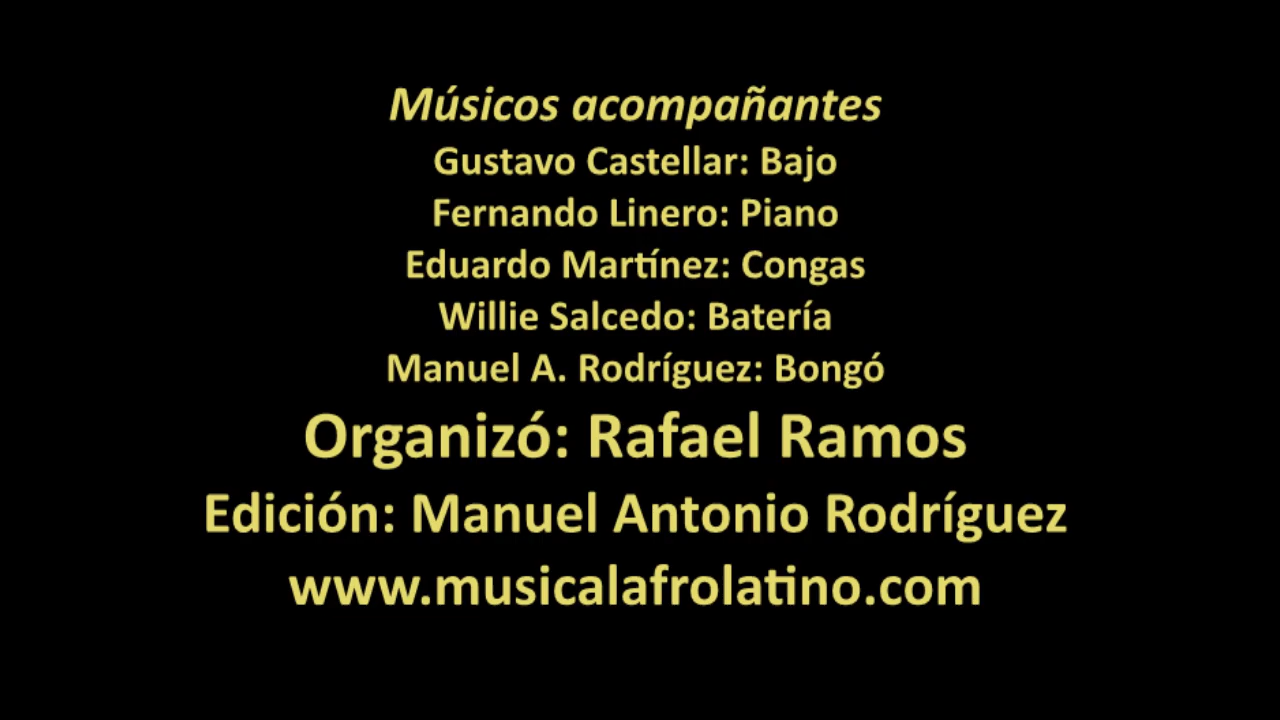 Músicos acompañantes
Gustavo Castellar: Bajo
Fernando Linero: Piano
Eduardo Martínez: Congas
Willie Salcedo: Batería
Manuel A. Rodríguez: Bongó
Organizó: Rafael Ramos
Edición: Manuel Antonio Rodríguez
www.musicalafrolatino.com